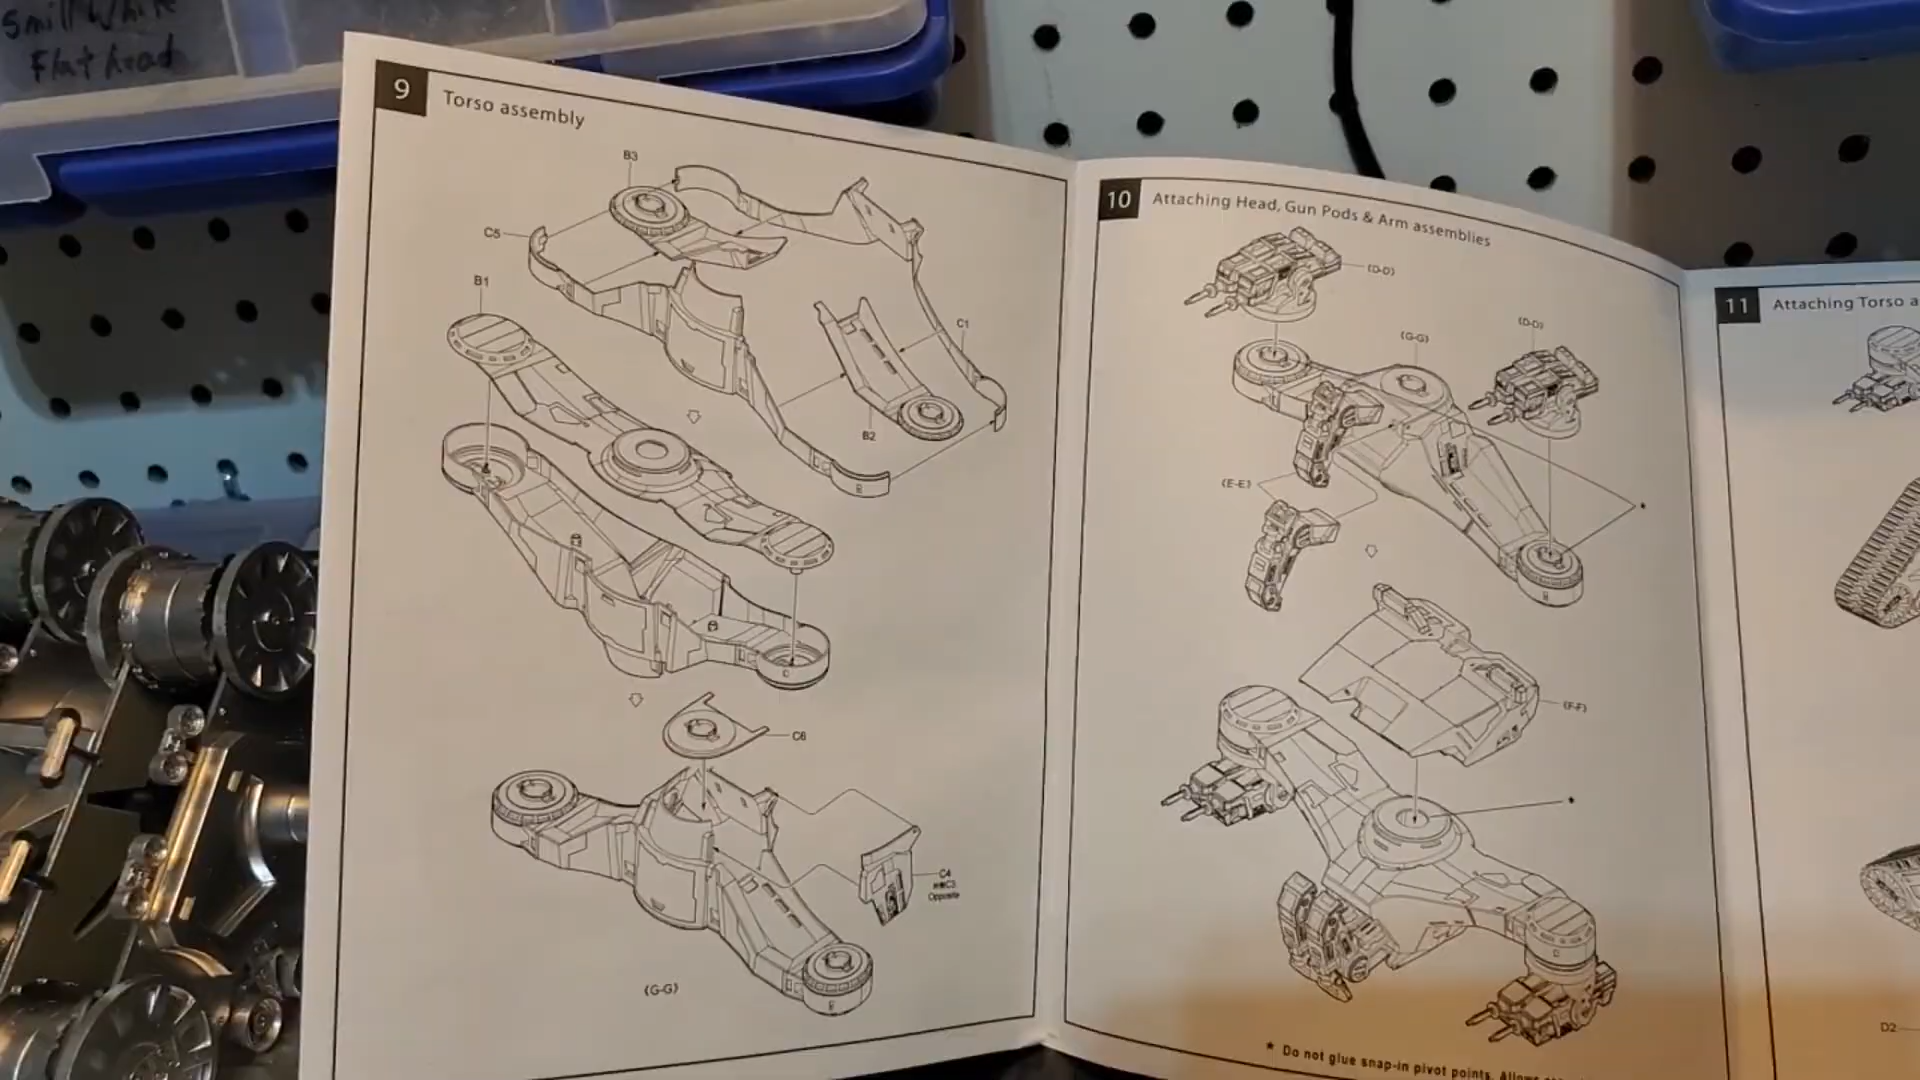 Small White
Flat head
9
Torso assembly
B3
C5
B1
C1
B2
C6
C4
Opposite
(G-G)
10
Attaching Head, Gun Pods & Arm assemblies
(D-D)
(G-G)
(D-D)
(E-E)
*
(F-F)
*
* Do not glue snap-in pivot points.
11
Attaching Torso a
D2